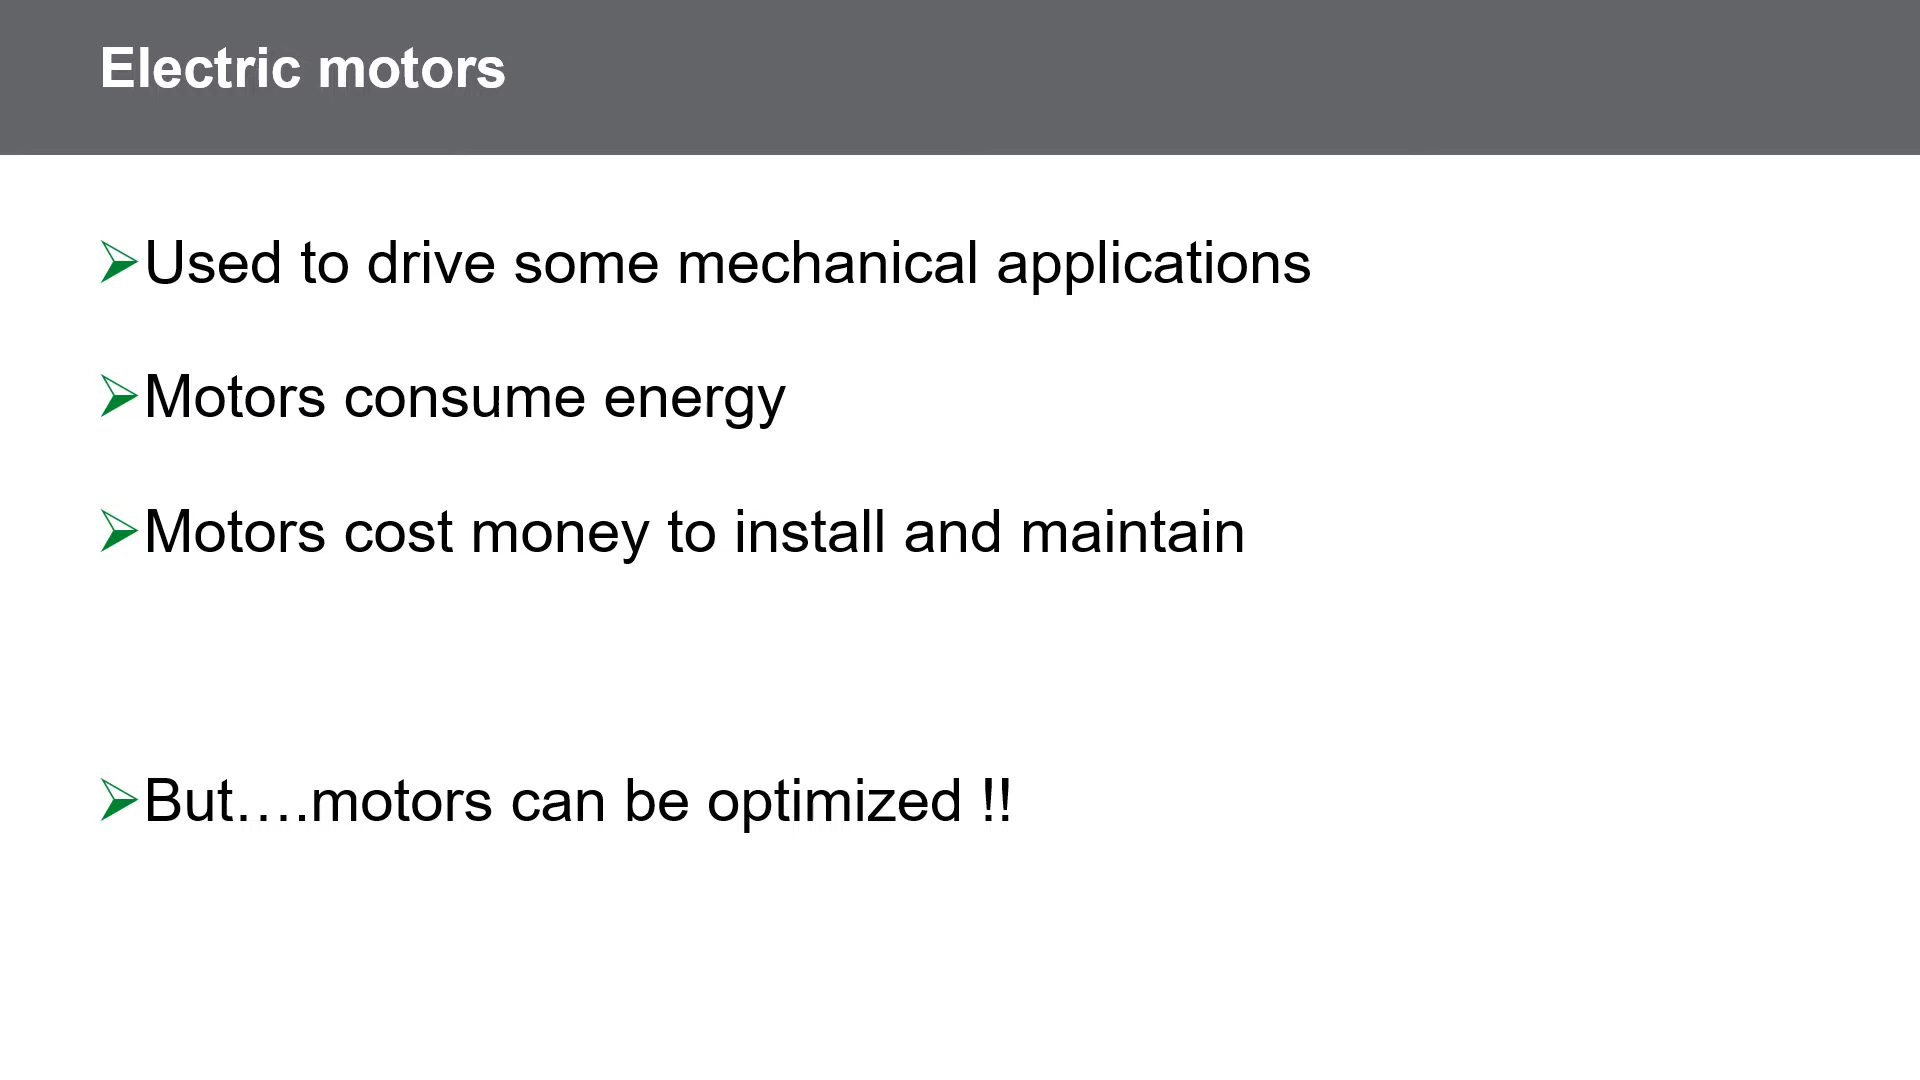 Electric motors
Used to drive some mechanical applications
Motors consume energy
Motors cost money to install and maintain
But….motors can be optimized !!